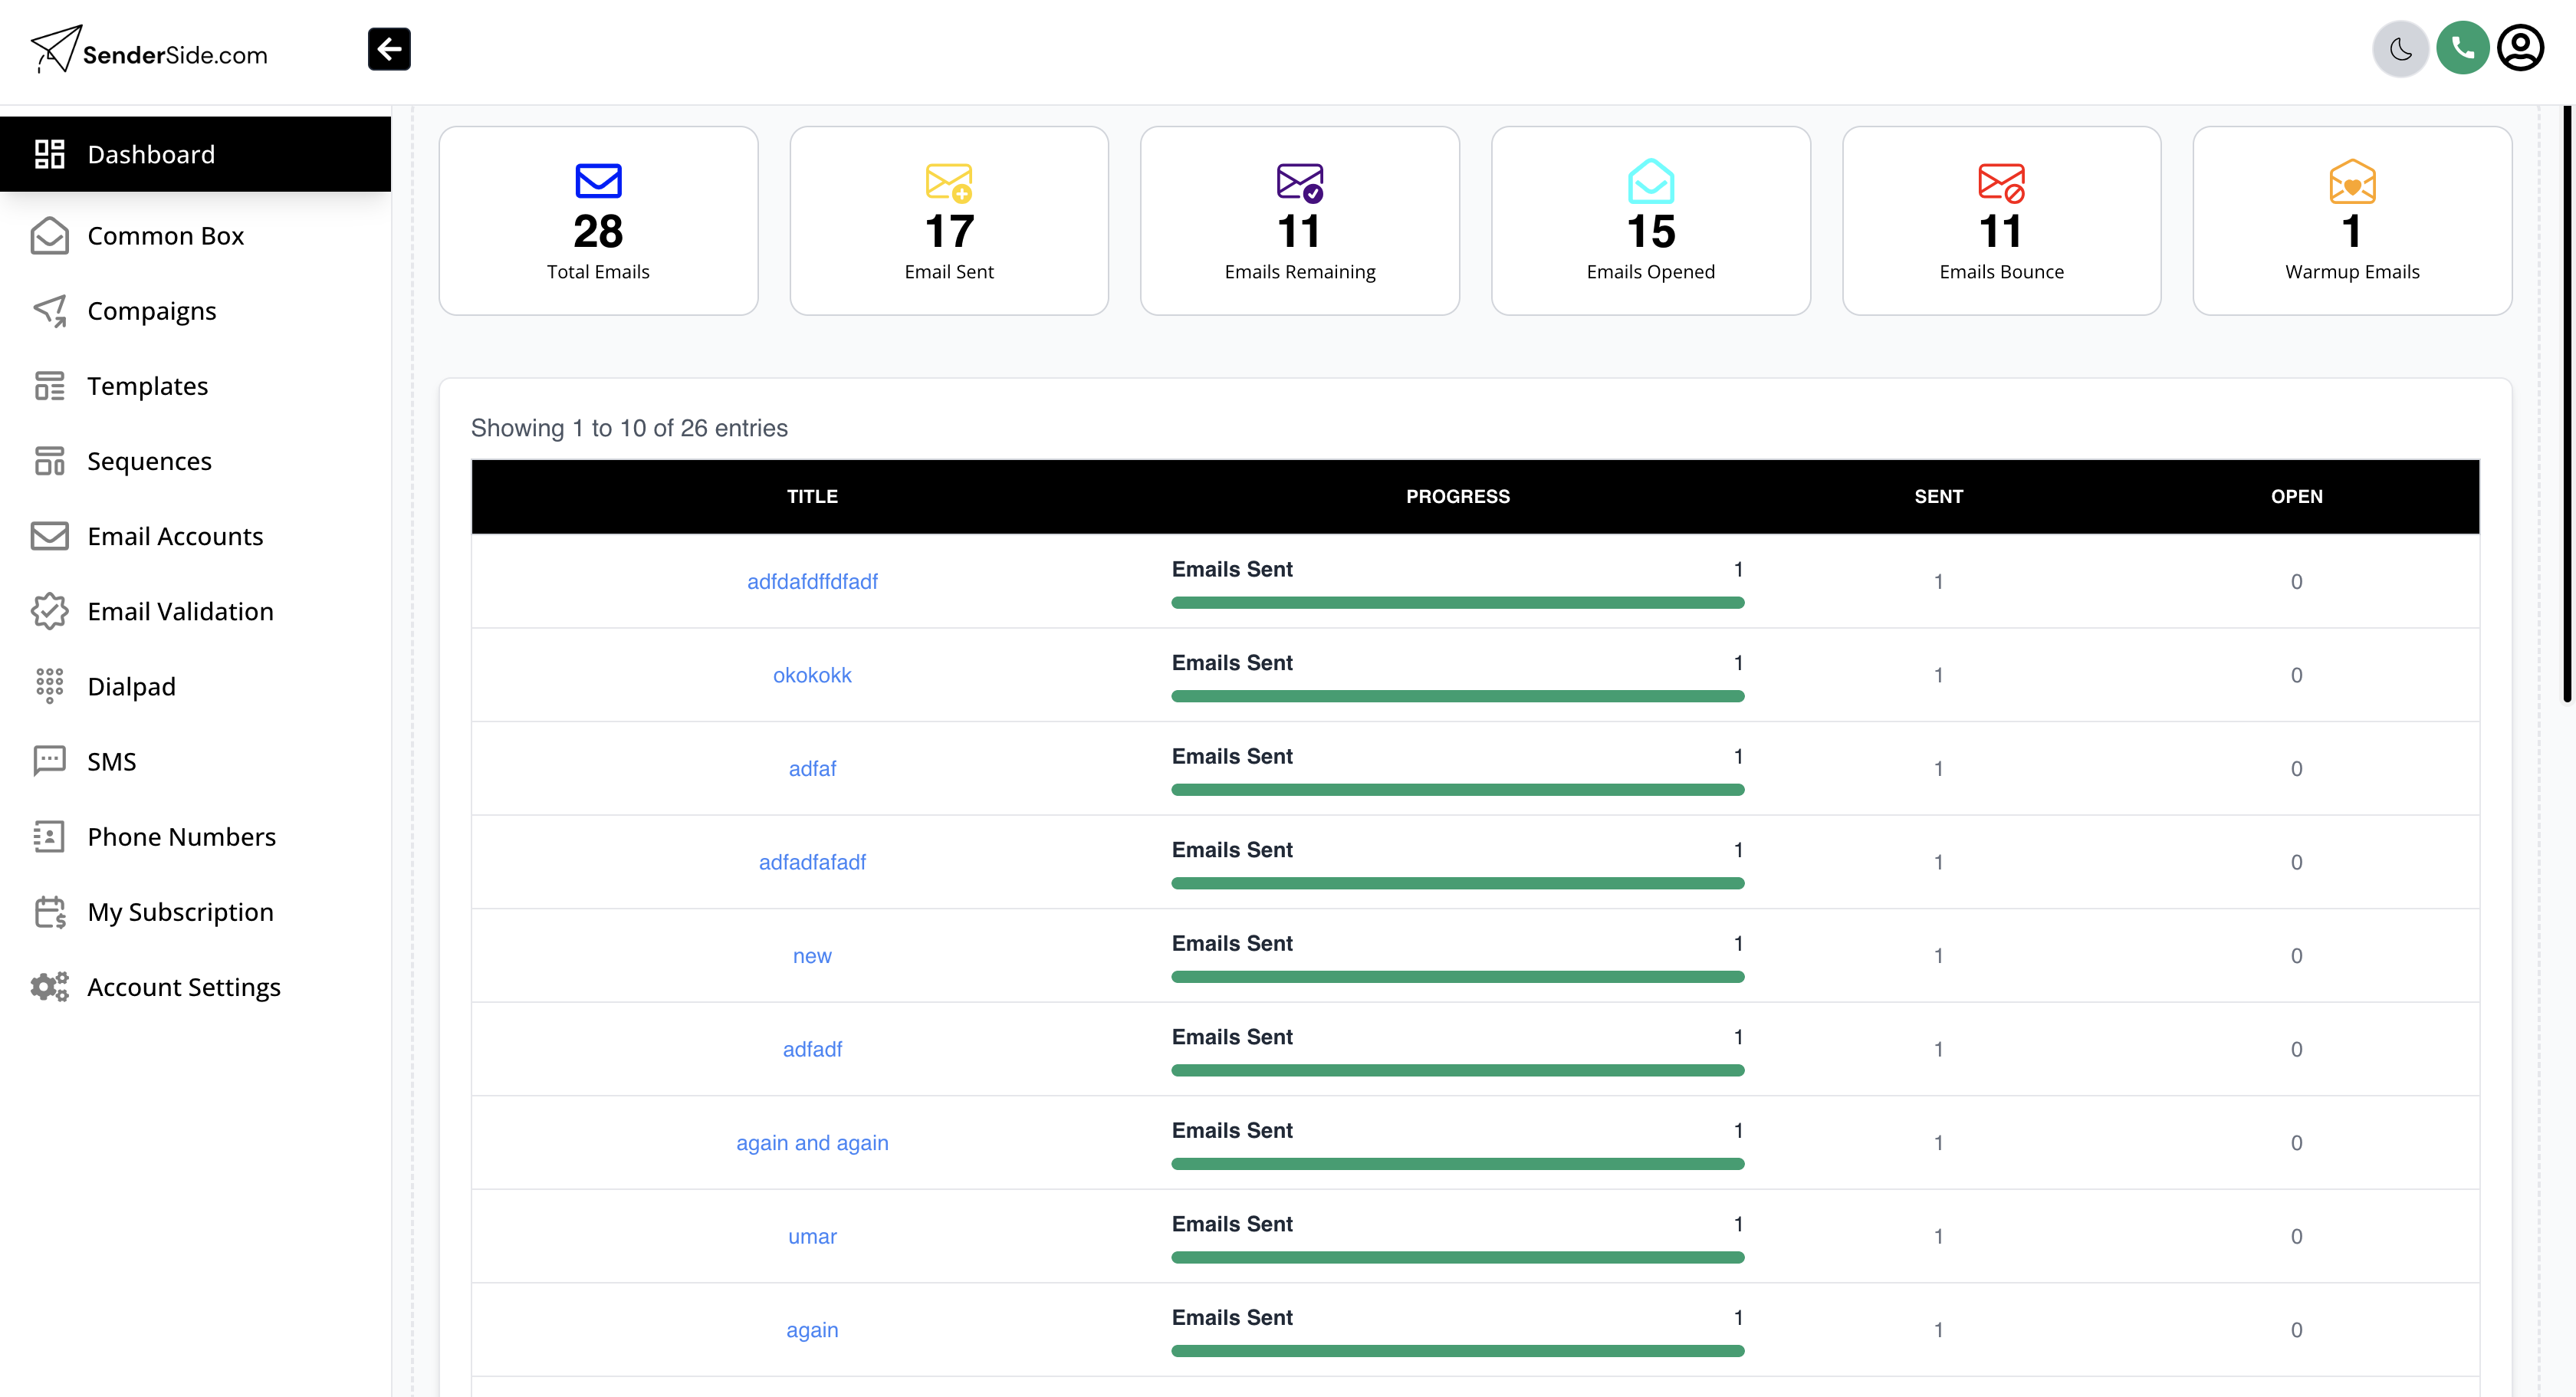 SenderSide.com
Dashboard
Common Box
Compaigns
Templates
Sequences
Email Accounts
Email Validation
Dialpad
SMS
Phone Numbers
My Subscription
Account Settings
28
Total Emails
17
Email Sent
11
Emails Remaining
15
Emails Opened
11
Emails Bounce
1
Warmup Emails
Showing 1 to 10 of 26 entries
TITLE PROGRESS SENT OPEN
adfdafdffdfadf Emails Sent 1 1 0
okokokk Emails Sent 1 1 0
adfaf Emails Sent 1 1 0
adfadfafadf Emails Sent 1 1 0
new Emails Sent 1 1 0
adfadf Emails Sent 1 1 0
again and again Emails Sent 1 1 0
umar Emails Sent 1 1 0
again Emails Sent 1 1 0